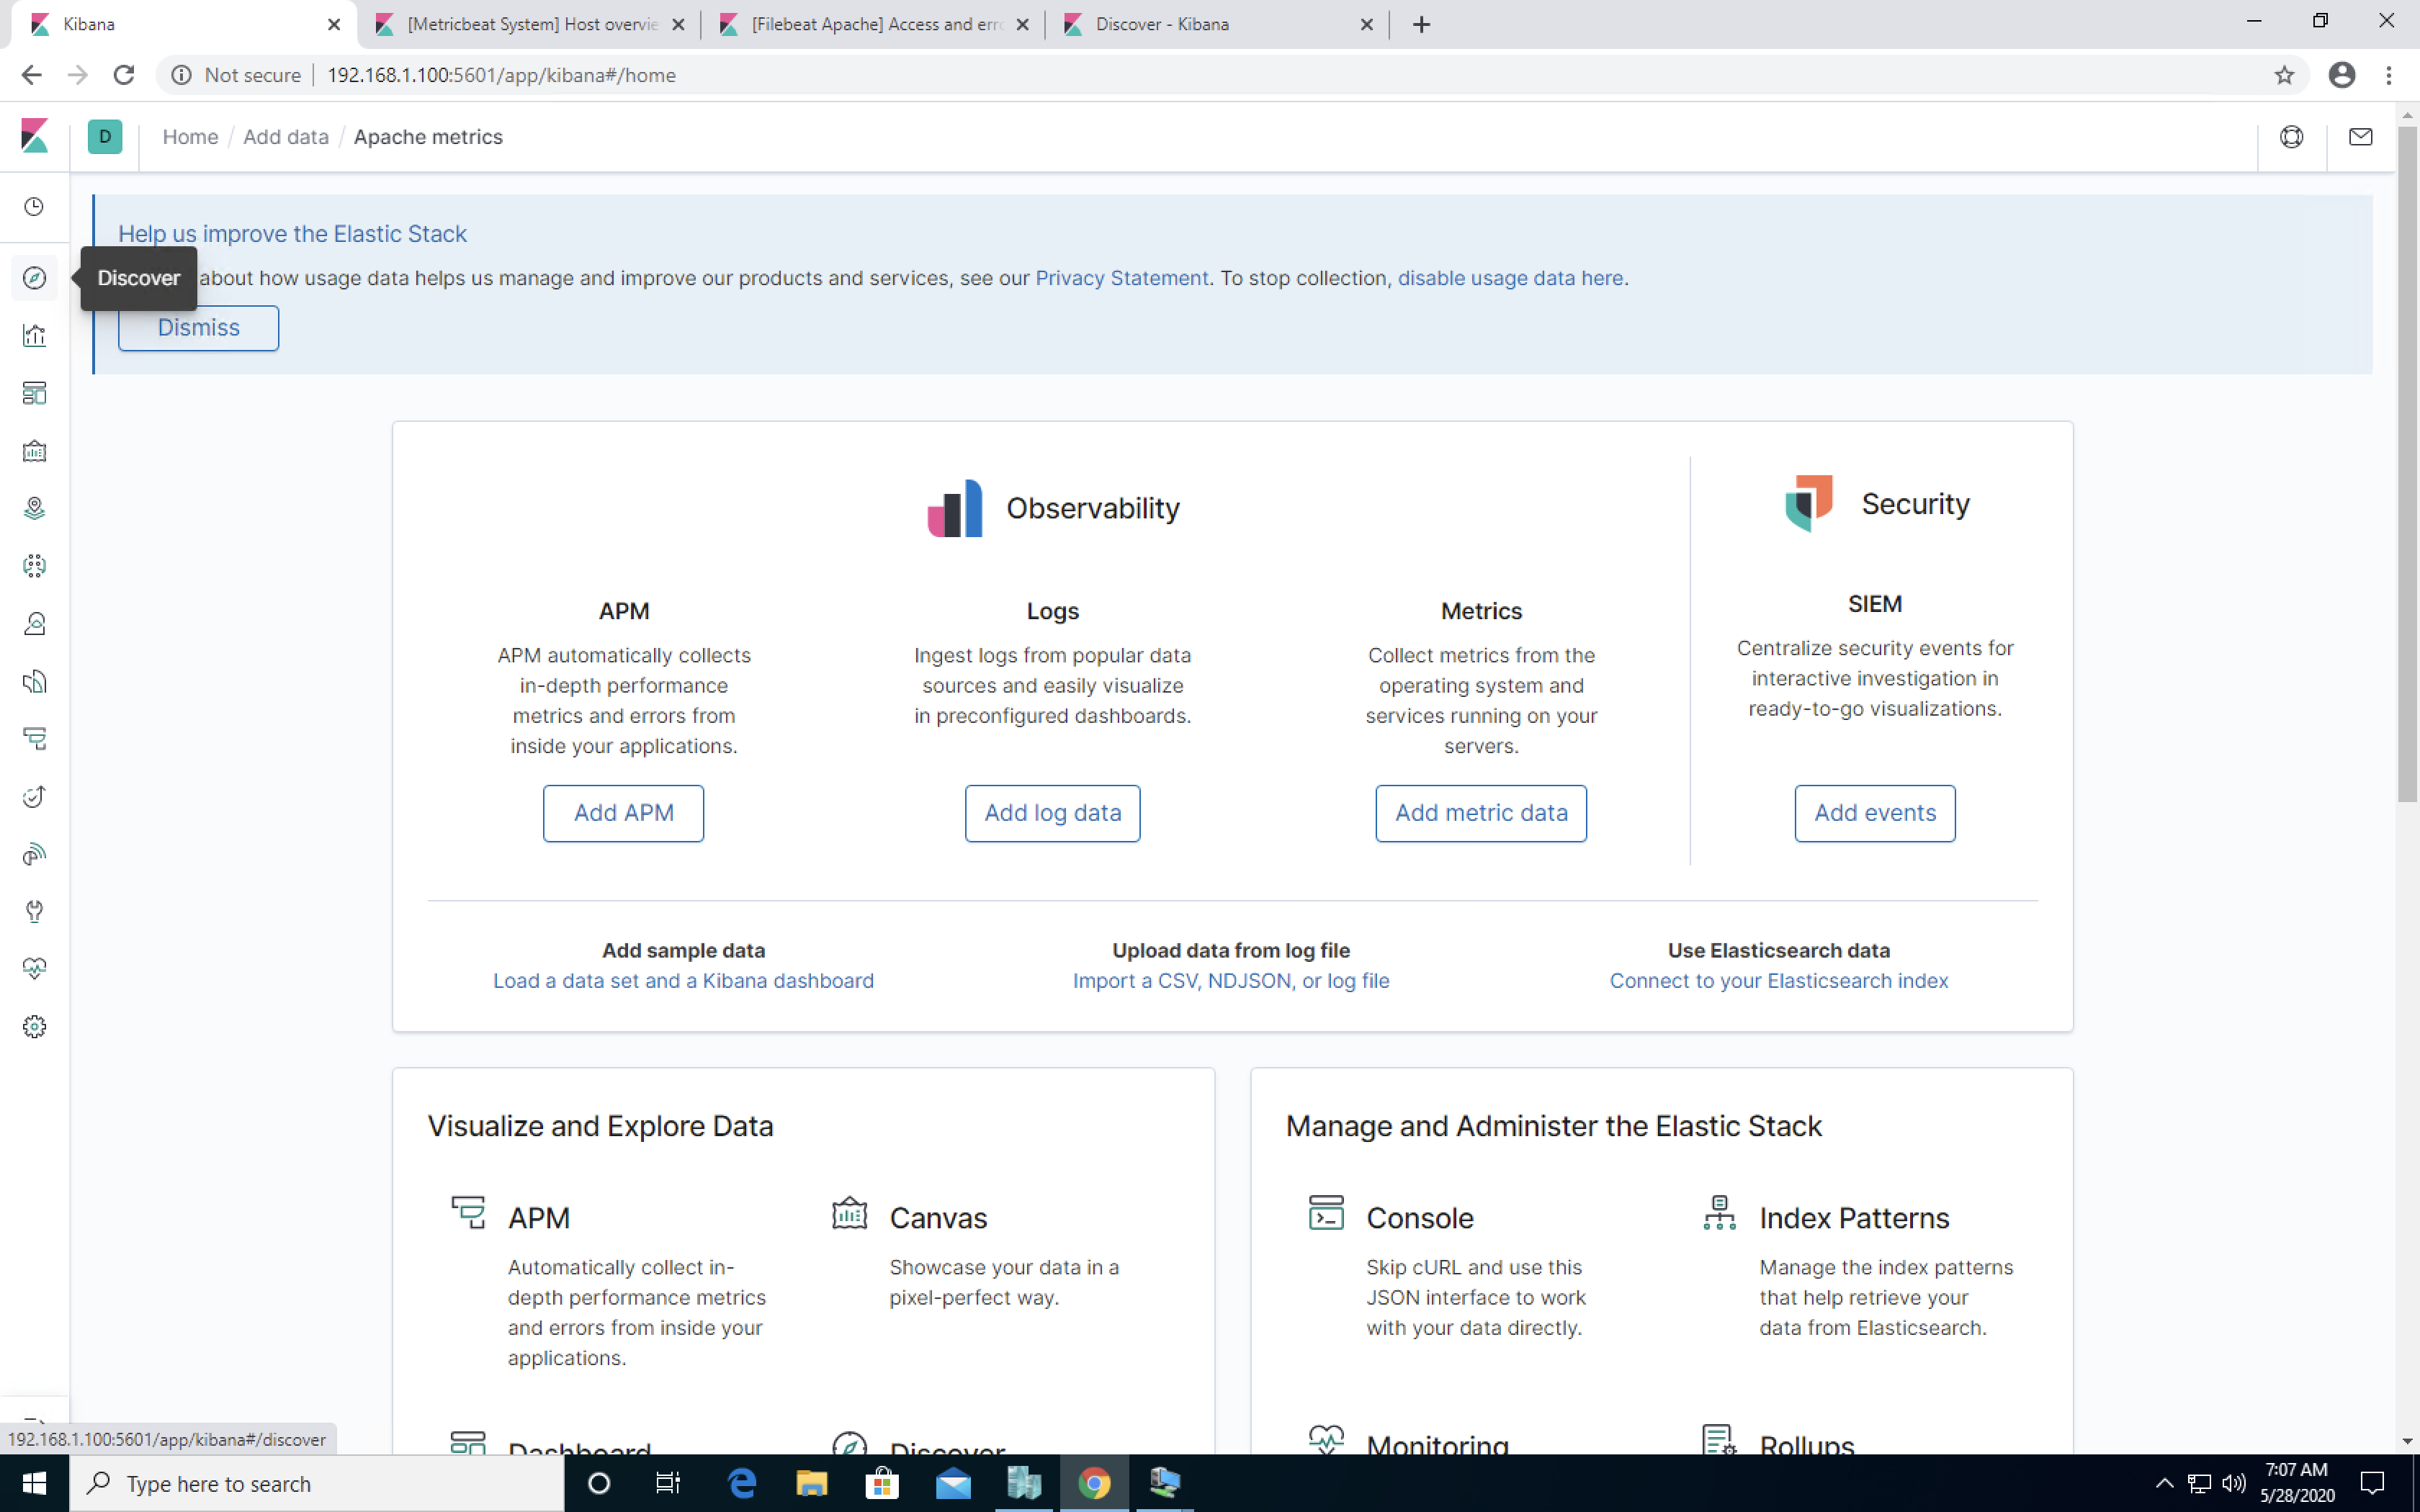 Kibana
[Metricbeat System] Host overvie
[Filebeat Apache] Access and erro
Discover - Kibana
Not secure
192.168.1.100:5601/app/kibana#/home
D
Home / Add data / Apache metrics
Help us improve the Elastic Stack
Discover
about how usage data helps us manage and improve our products and services, see our Privacy Statement. To stop collection, disable usage data here.
Dismiss
Observability
Security
APM
APM automatically collects
in-depth performance
metrics and errors from
inside your applications.
Add APM
Logs
Ingest logs from popular data
sources and easily visualize
in preconfigured dashboards.
Add log data
Metrics
Collect metrics from the
operating system and
services running on your
servers.
Add metric data
SIEM
Centralize security events for
interactive investigation in
ready-to-go visualizations.
Add events
Add sample data
Load a data set and a Kibana dashboard
Upload data from log file
Import a CSV, NDJSON, or log file
Use Elasticsearch data
Connect to your Elasticsearch index
Visualize and Explore Data
APM
Automatically collect in-
depth performance metrics
and errors from inside your
applications.
Canvas
Showcase your data in a
pixel-perfect way.
Dashboard
Discover
Manage and Administer the Elastic Stack
Console
Skip cURL and use this
JSON interface to work
with your data directly.
Index Patterns
Manage the index patterns
that help retrieve your
data from Elasticsearch.
Monitoring
Rollups
192.168.1.100:5601/app/kibana#/discover
Type here to search
7:07 AM
5/28/2020